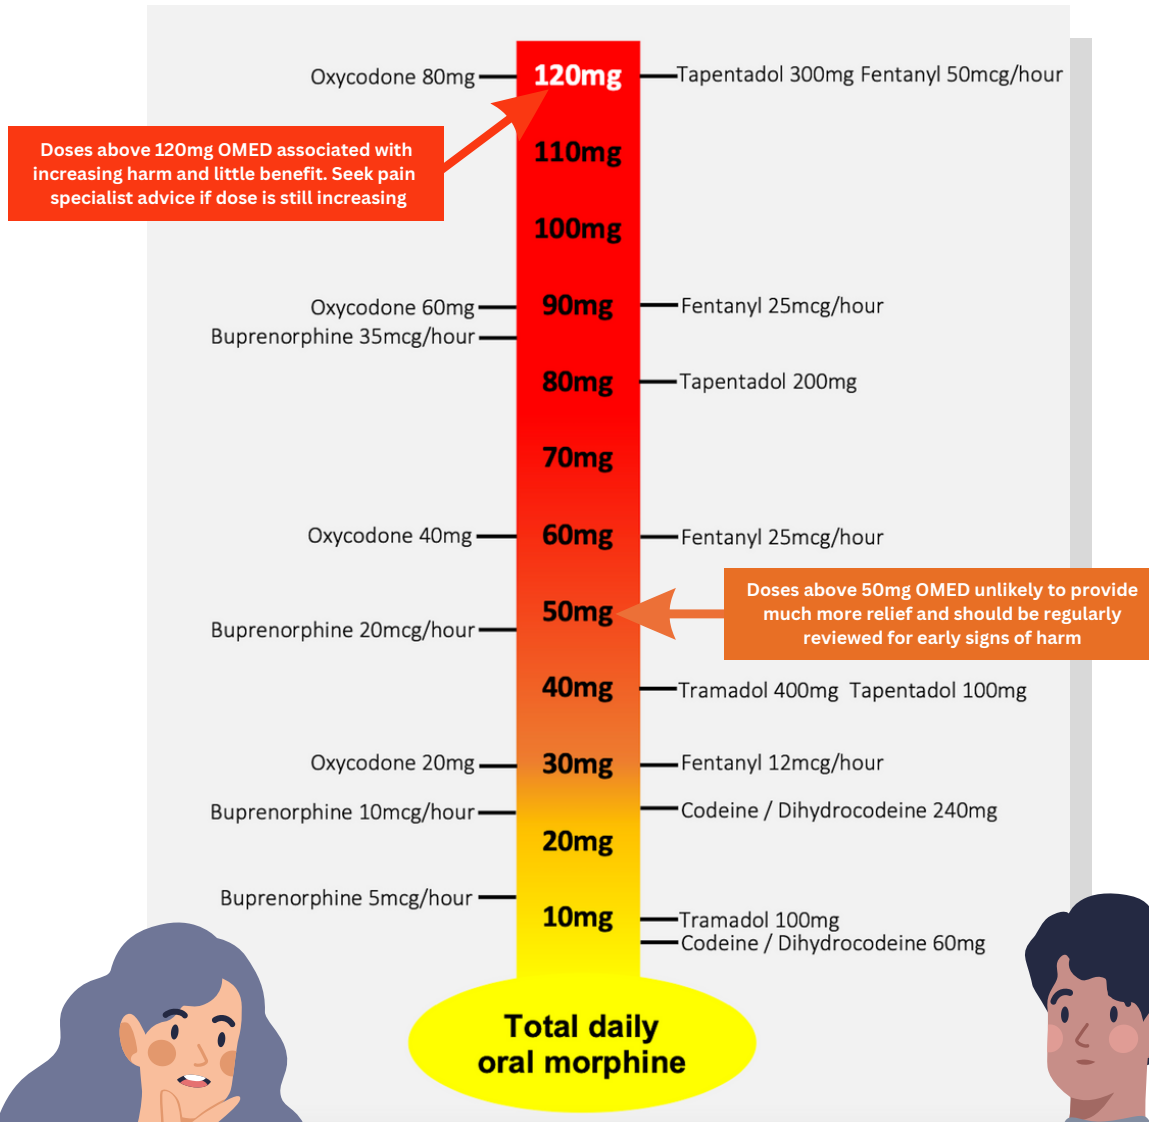 Oxycodone 80mg
120mg
Tapentadol 300mg Fentanyl 50mcg/hour
Doses above 120mg OMED associated with
increasing harm and little benefit. Seek pain
specialist advice if dose is still increasing
110mg
100mg
Oxycodone 60mg
90mg
Fentanyl 25mcg/hour
Buprenorphine 35mcg/hour
80mg
Tapentadol 200mg
70mg
Oxycodone 40mg
60mg
Fentanyl 25mcg/hour
50mg
Doses above 50mg OMED unlikely to provide
much more relief and should be regularly
reviewed for early signs of harm
Buprenorphine 20mcg/hour
40mg
Tramadol 400mg Tapentadol 100mg
Oxycodone 20mg
30mg
Fentanyl 12mcg/hour
Buprenorphine 10mcg/hour
Codeine / Dihydrocodeine 240mg
20mg
Buprenorphine 5mcg/hour
10mg
Tramadol 100mg
Codeine / Dihydrocodeine 60mg
Total daily
oral morphine